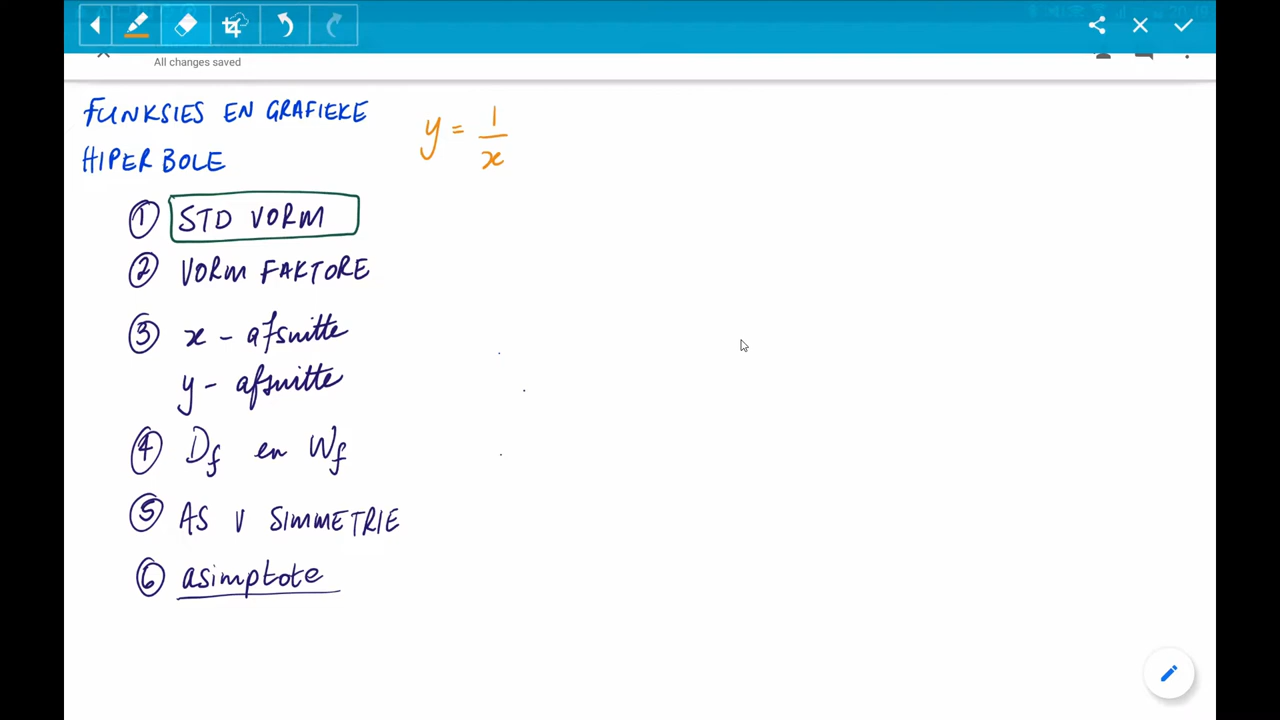 All changes saved
FUNKSIES EN GRAFIEKE
HIPERBOLE
y = 1/x
① STD VORM
② VORM FAKTORE
③ x - afsnitte
y - afsnitte
④ Df en Wf
⑤ AS V SIMMETRIE
⑥ asimptote